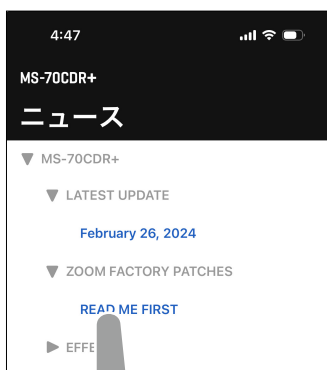 4:47
MS-70CDR+
ニュース
MS-70CDR+
LATEST UPDATE
February 26, 2024
ZOOM FACTORY PATCHES
READ ME FIRST